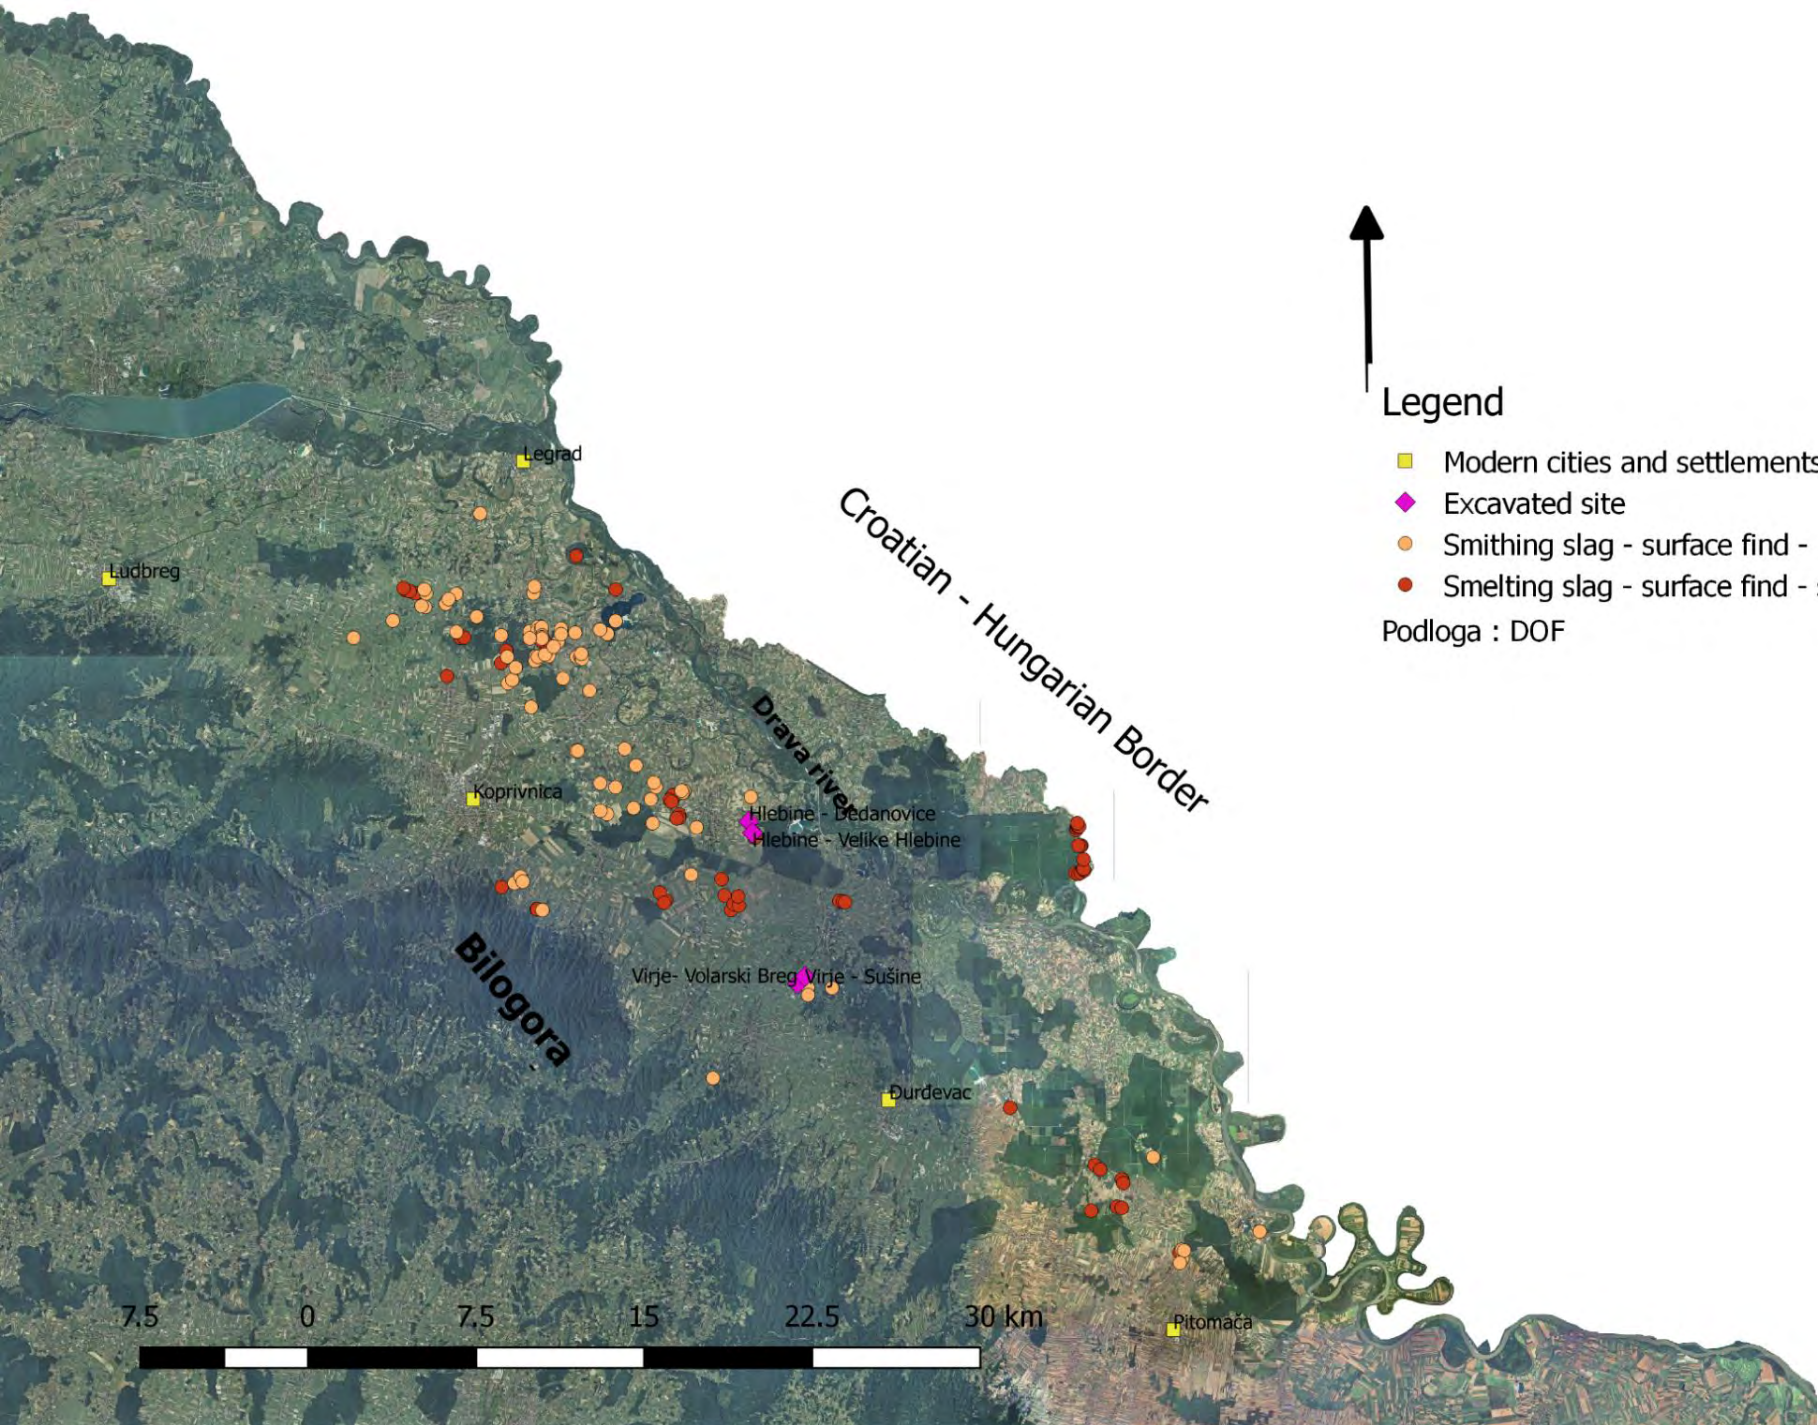 Legend
Modern cities and settlements
Excavated site
Smithing slag - surface find -
Smelting slag - surface find -
Podloga : DOF
Legrad
Ludbreg
Croatian - Hungarian Border
Drava river
Koprivnica
Hlebine - Dedanovice
Hlebine - Velike Hlebine
Bilogora
Virje- Volarski Breg
Virje - Sušine
Đurđevac
Pitomača
7.5 0 7.5 15 22.5 30 km